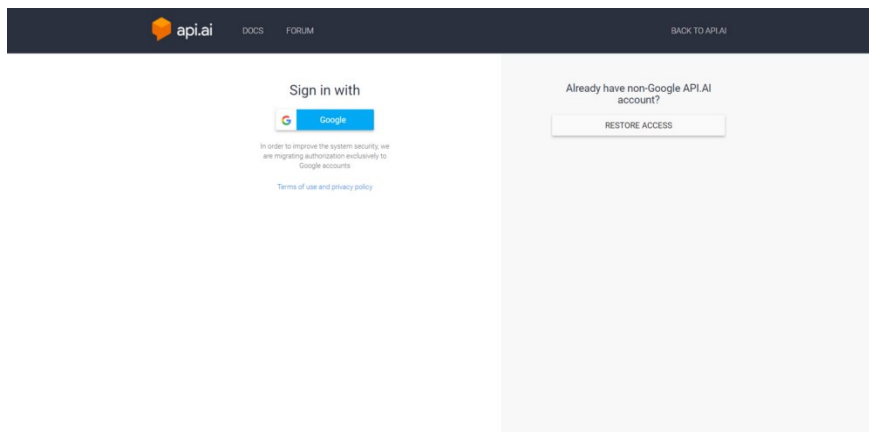 api.ai DOCS FORUM BACK TO API.AI
Sign in with
Google
In order to improve the system security, we
are migrating authorization exclusively to
Google accounts
Terms of use and privacy policy
Already have non-Google API.AI
account?
RESTORE ACCESS